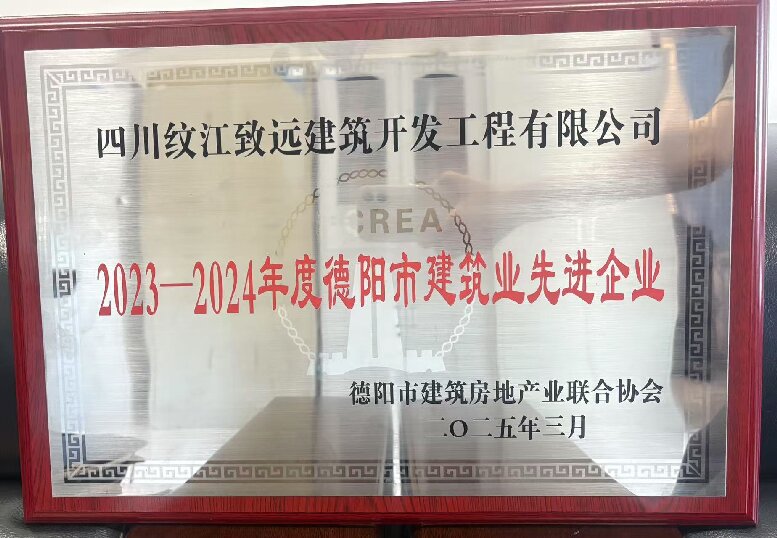 四川纹江致远建筑开发工程有限公司
CREA
2023—2024年度德阳市建筑业先进企业
德阳市建筑房地产业联合协会
二〇二五年三月